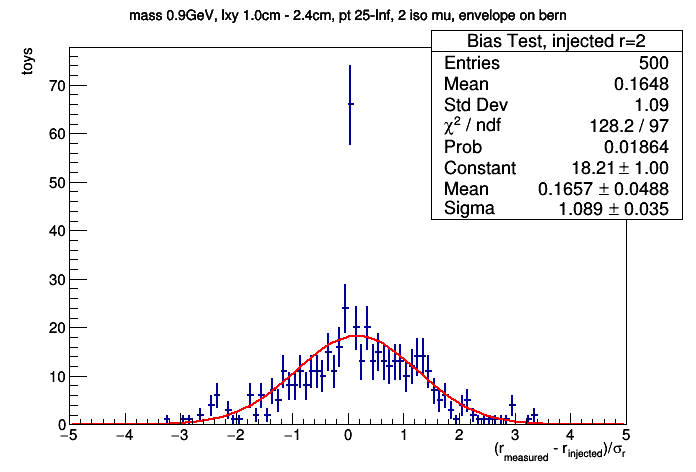 mass 0.9GeV, lxy 1.0cm - 2.4cm, pt 25-Inf, 2 iso mu, envelope on bern
Bias Test, injected r=2
Entries 500
Mean 0.1648
Std Dev 1.09
χ² / ndf 128.2 / 97
Prob 0.01864
Constant 18.21 ± 1.00
Mean 0.1657 ± 0.0488
Sigma 1.089 ± 0.035
toys
70
60
50
40
30
20
10
0
−5 −4 −3 −2 −1 0 1 2 3 4 5
(r_measured - r_injected)/σ_r